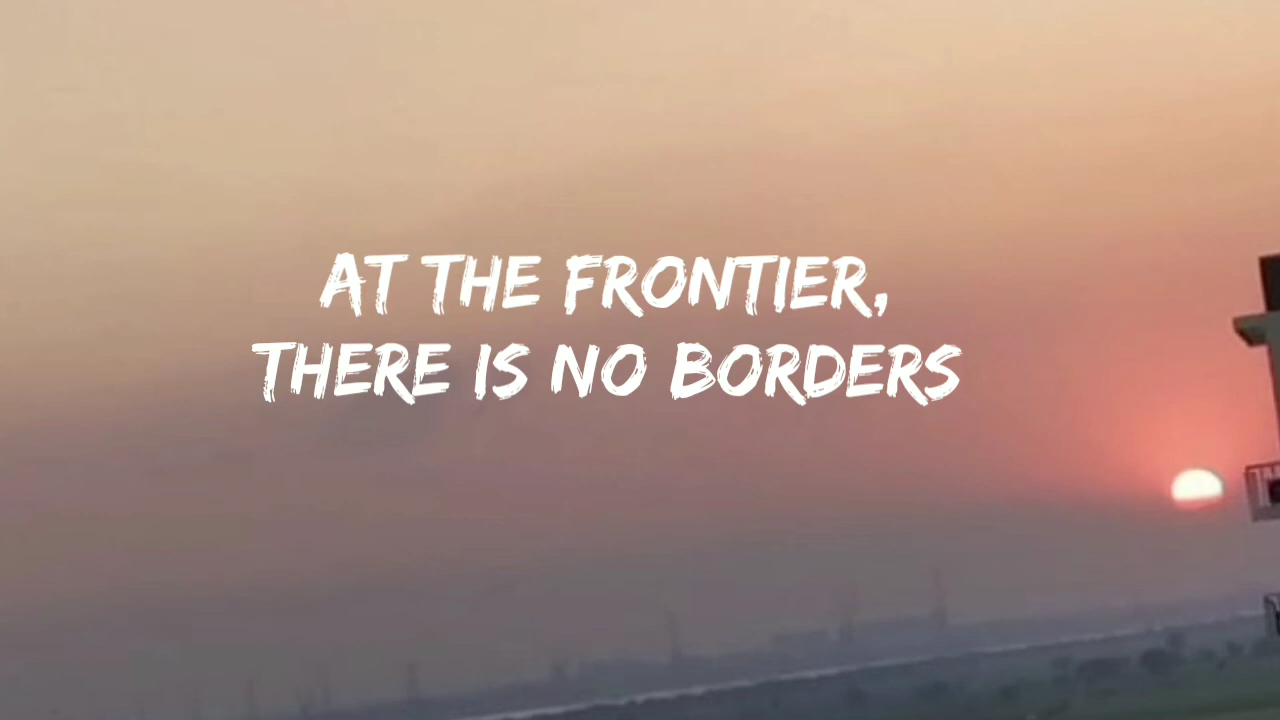 AT THE FRONTIER,
THERE IS NO BORDERS